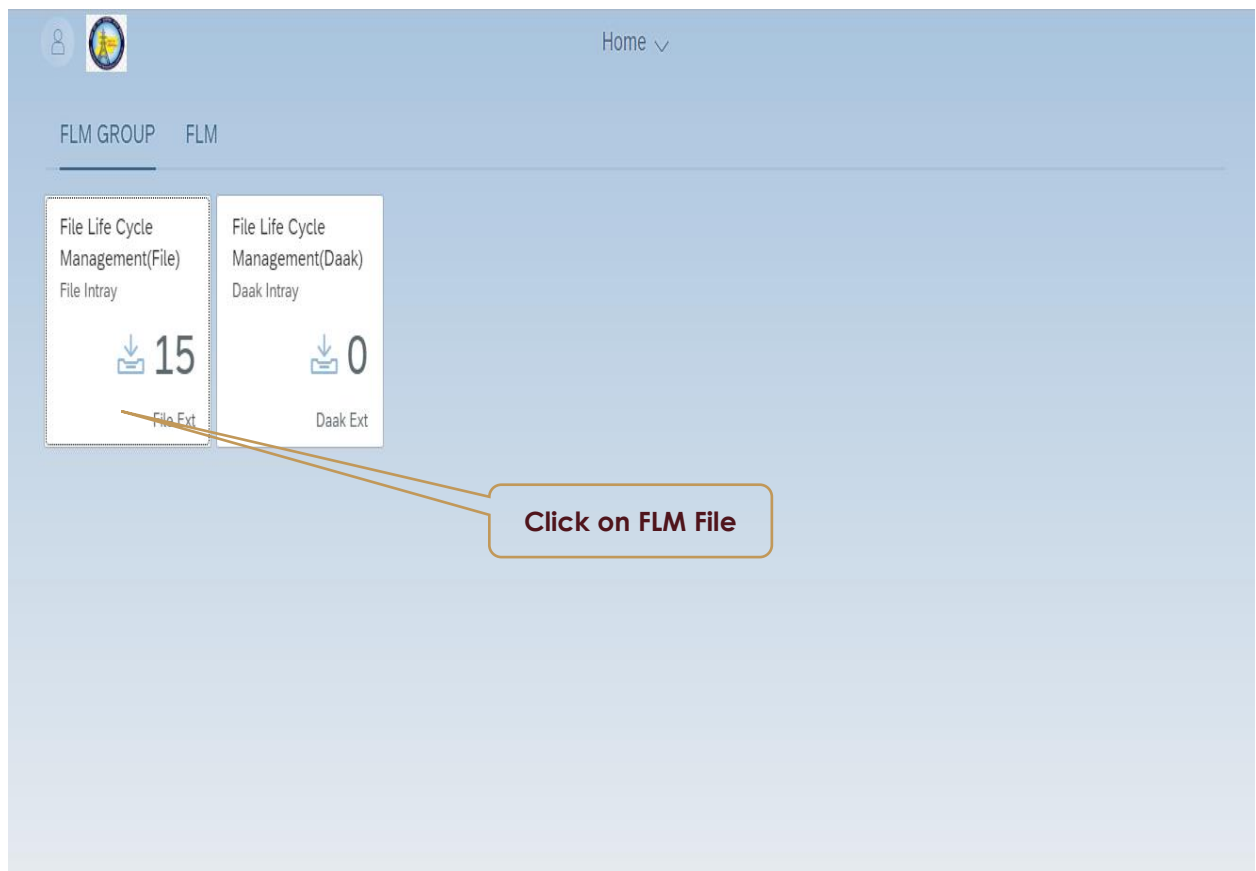 Home
FLM GROUP FLM
File Life Cycle
Management(File)
File Intray
15
File Ext
File Life Cycle
Management(Daak)
Daak Intray
0
Daak Ext
Click on FLM File